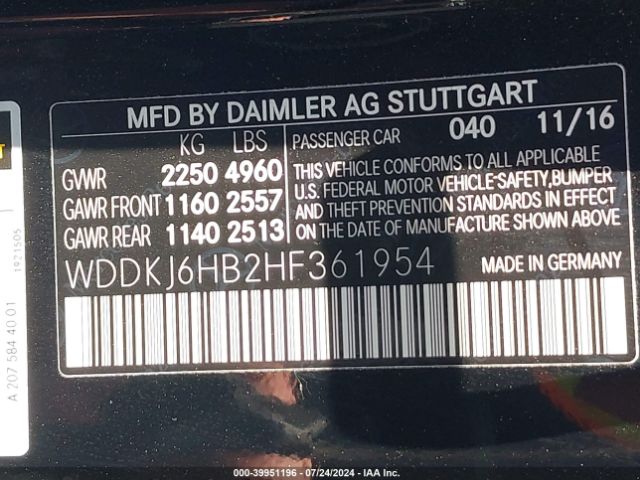 MFD BY DAIMLER AG STUTTGART
KG LBS
GVWR 2250 4960
GAWR FRONT 1160 2557
GAWR REAR 1140 2513
PASSENGER CAR 040 11/16
THIS VEHICLE CONFORMS TO ALL APPLICABLE
U.S. FEDERAL MOTOR VEHICLE-SAFETY,BUMPER
AND THEFT PREVENTION STANDARDS IN EFFECT
ON THE DATE OF MANUFACTURE SHOWN ABOVE
WDDKJ6HB2HF361954 MADE IN GERMANY
A 207 584 40 01
000-39951196 - 07/24/2024 - IAA Inc.